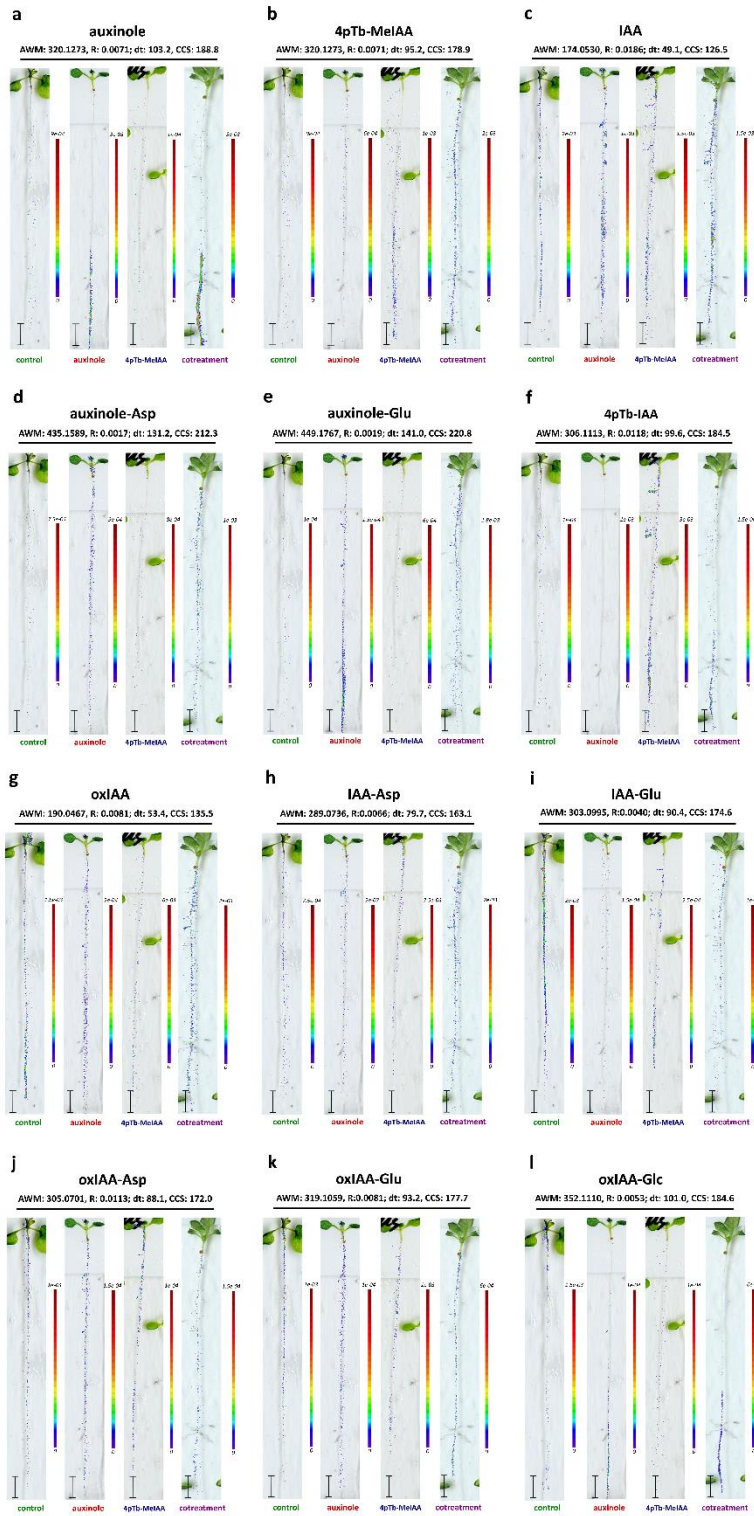 a
auxinole
AWM: 320.1273, R: 0.0071; dt: 103.2, CCS: 188.8
control
auxinole
4pTb-MeIAA
cotreatment
b
4pTb-MeIAA
AWM: 320.1273, R: 0.0071; dt: 95.2, CCS: 178.9
control
auxinole
4pTb-MeIAA
cotreatment
c
IAA
AWM: 174.0530, R: 0.0186; dt: 49.1, CCS: 126.5
control
auxinole
4pTb-MeIAA
cotreatment
d
auxinole-Asp
AWM: 435.1589, R: 0.0017; dt: 131.2, CCS: 212.3
control
auxinole
4pTb-MeIAA
cotreatment
e
auxinole-Glu
AWM: 449.1767, R: 0.0019; dt: 141.0, CCS: 220.8
control
auxinole
4pTb-MeIAA
cotreatment
f
4pTb-IAA
AWM: 306.1113, R: 0.0118; dt: 99.6, CCS: 184.5
control
auxinole
4pTb-MeIAA
cotreatment
g
oxIAA
AWM: 190.0467, R: 0.0081; dt: 53.4, CCS: 135.5
control
auxinole
4pTb-MeIAA
cotreatment
h
IAA-Asp
AWM: 289.0736, R:0.0066; dt: 79.7, CCS: 163.1
control
auxinole
4pTb-MeIAA
cotreatment
i
IAA-Glu
AWM: 303.0995, R:0.0040; dt: 90.4, CCS: 174.6
control
auxinole
4pTb-MeIAA
cotreatment
j
oxIAA-Asp
AWM: 305.0701, R: 0.0113; dt: 88.1, CCS: 172.0
control
auxinole
4pTb-MeIAA
cotreatment
k
oxIAA-Glu
AWM: 319.1059, R:0.0081; dt: 93.2, CCS: 177.7
control
auxinole
4pTb-MeIAA
cotreatment
l
oxIAA-Glc
AWM: 352.1110, R: 0.0053; dt: 101.0, CCS: 184.6
control
auxinole
4pTb-MeIAA
cotreatment